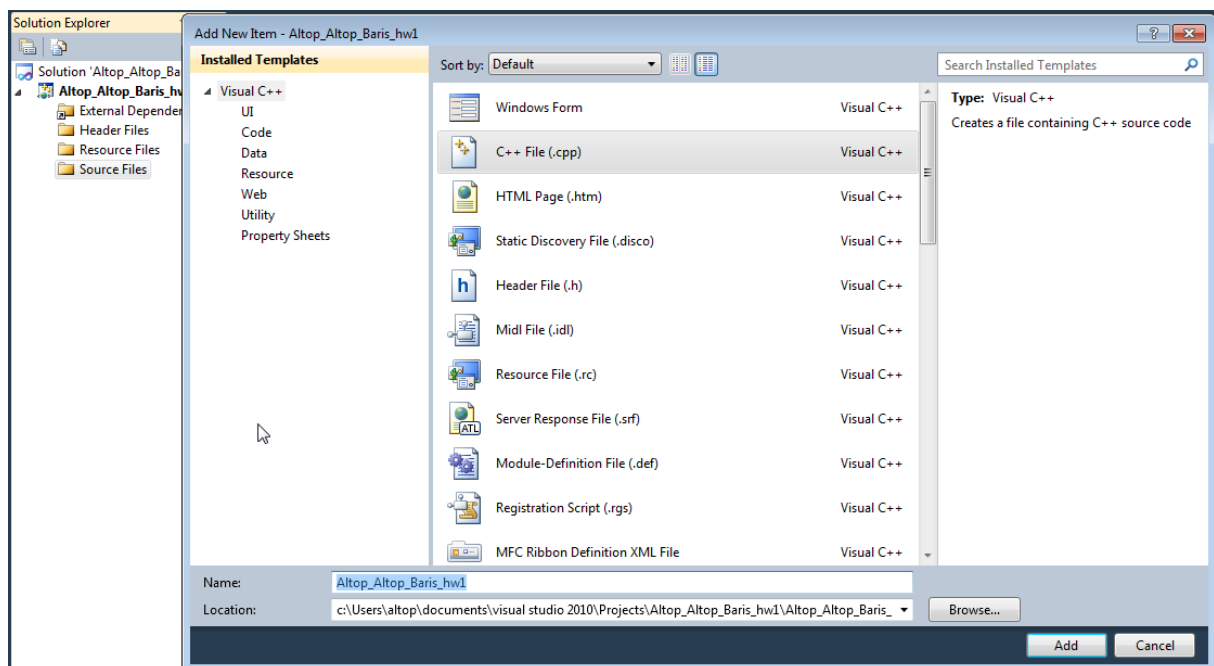 Solution Explorer
Solution 'Altop_Altop_Ba
Altop_Altop_Baris_hv
External Depender
Header Files
Resource Files
Source Files
Add New Item - Altop_Altop_Baris_hw1
Installed Templates
Visual C++
UI
Code
Data
Resource
Web
Utility
Property Sheets
Sort by: Default
Windows Form Visual C++
C++ File (.cpp) Visual C++
HTML Page (.htm) Visual C++
Static Discovery File (.disco) Visual C++
Header File (.h) Visual C++
Midl File (.idl) Visual C++
Resource File (.rc) Visual C++
Server Response File (.srf) Visual C++
Module-Definition File (.def) Visual C++
Registration Script (.rgs) Visual C++
MFC Ribbon Definition XML File Visual C++
Search Installed Templates
Type: Visual C++
Creates a file containing C++ source code
Name: Altop_Altop_Baris_hw1
Location: c:\Users\altop\documents\visual studio 2010\Projects\Altop_Altop_Baris_hw1\Altop_Altop_Baris_
Browse...
Add Cancel